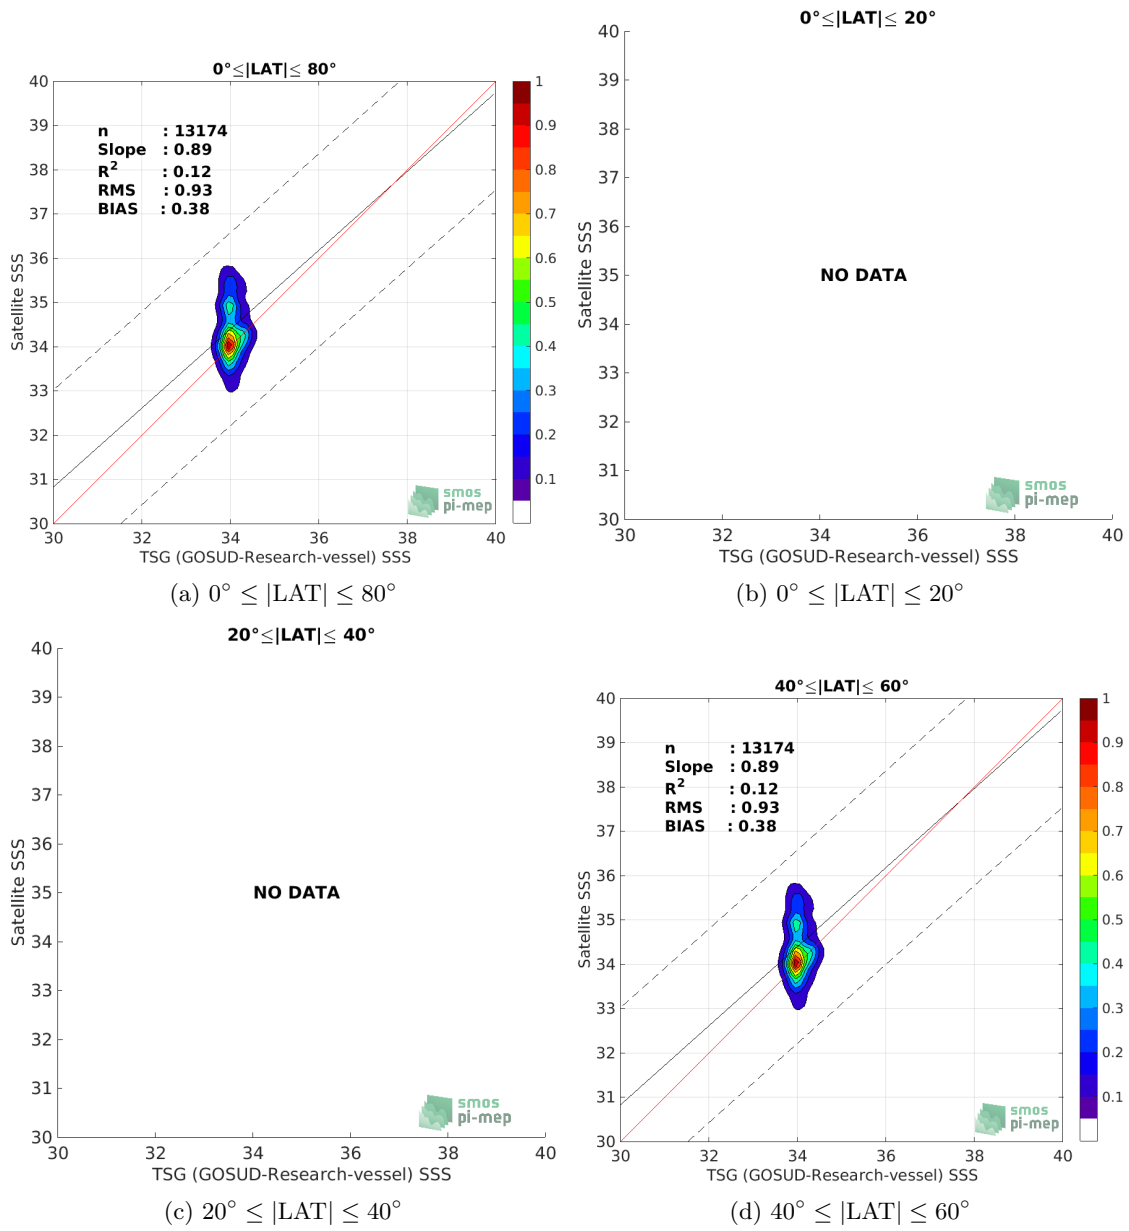 0°≤|LAT|≤ 80°
40
39
38
37
36
35
34
33
32
31
30
Satellite SSS
n : 13174
Slope : 0.89
R2 : 0.12
RMS : 0.93
BIAS : 0.38
1
0.9
0.8
0.7
0.6
0.5
0.4
0.3
0.2
0.1
smos
pi-mep
30 32 34 36 38 40
TSG (GOSUD-Research-vessel) SSS
(a) 0° ≤ |LAT| ≤ 80°
0°≤|LAT|≤ 20°
40
39
38
37
36
35
34
33
32
31
30
Satellite SSS
NO DATA
smos
pi-mep
30 32 34 36 38 40
TSG (GOSUD-Research-vessel) SSS
(b) 0° ≤ |LAT| ≤ 20°
20°≤|LAT|≤ 40°
40
39
38
37
36
35
34
33
32
31
30
Satellite SSS
NO DATA
smos
pi-mep
30 32 34 36 38 40
TSG (GOSUD-Research-vessel) SSS
(c) 20° ≤ |LAT| ≤ 40°
40°≤|LAT|≤ 60°
40
39
38
37
36
35
34
33
32
31
30
Satellite SSS
n : 13174
Slope : 0.89
R2 : 0.12
RMS : 0.93
BIAS : 0.38
1
0.9
0.8
0.7
0.6
0.5
0.4
0.3
0.2
0.1
smos
pi-mep
30 32 34 36 38 40
TSG (GOSUD-Research-vessel) SSS
(d) 40° ≤ |LAT| ≤ 60°